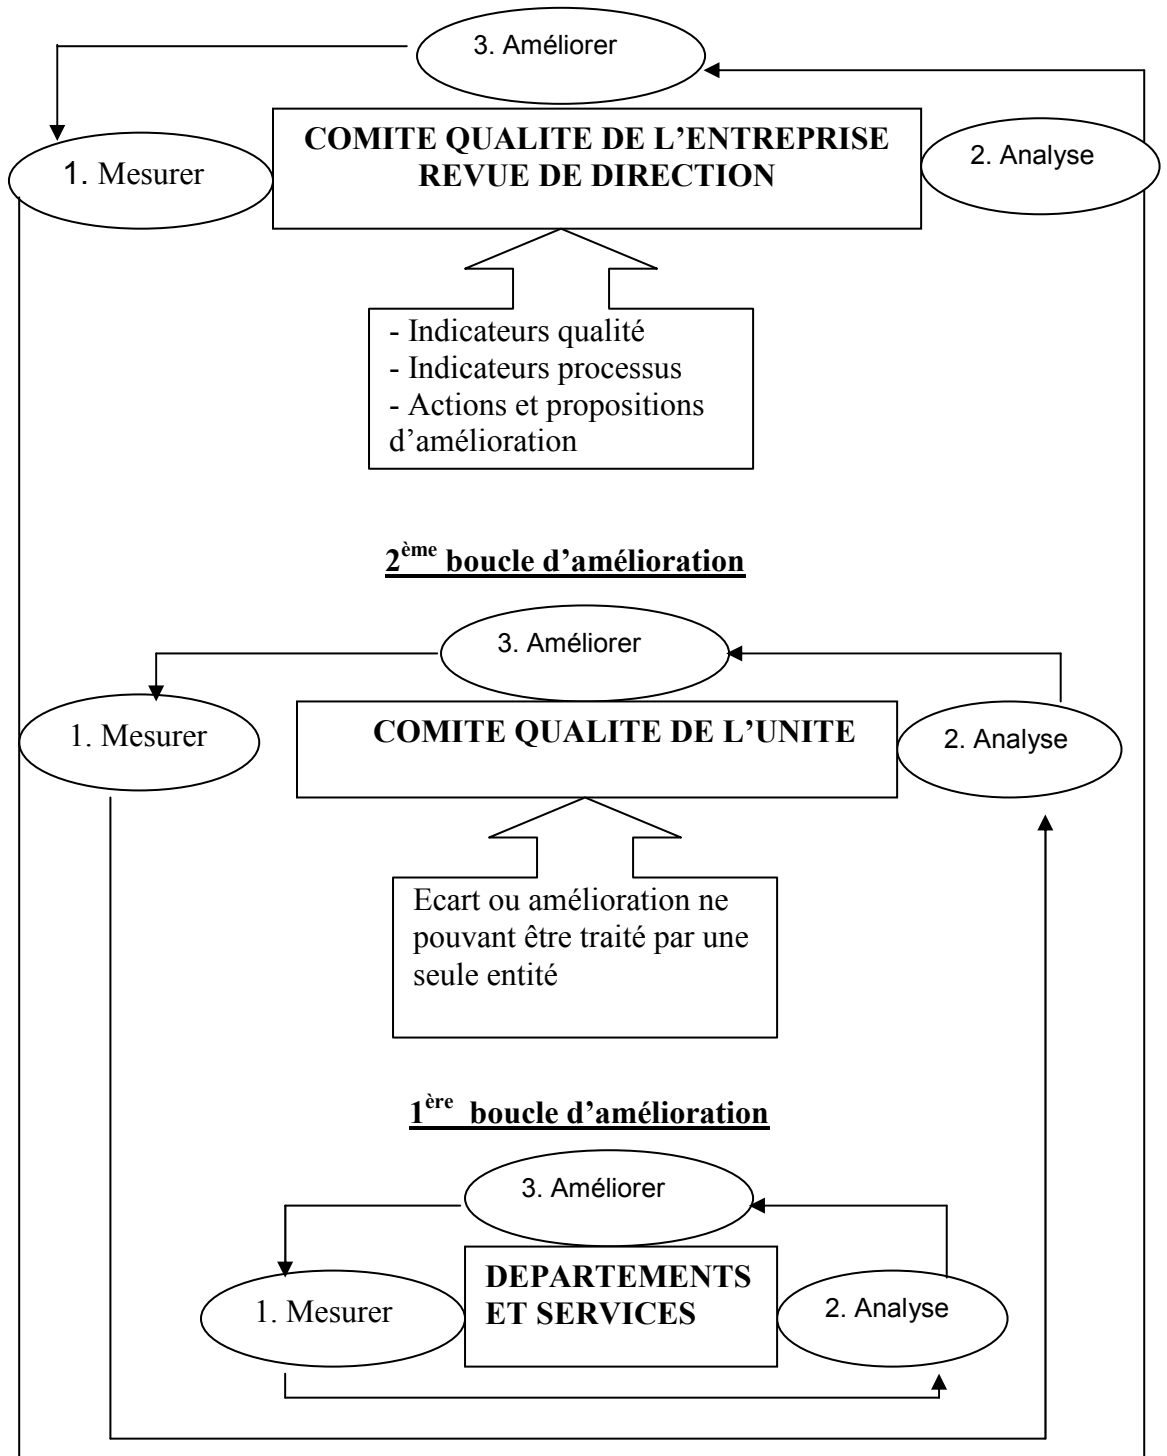 3. Améliorer
COMITE QUALITE DE L’ENTREPRISE
REVUE DE DIRECTION
1. Mesurer
2. Analyse
- Indicateurs qualité
- Indicateurs processus
- Actions et propositions
d’amélioration
2ème boucle d’amélioration
3. Améliorer
1. Mesurer
COMITE QUALITE DE L’UNITE
2. Analyse
Ecart ou amélioration ne
pouvant être traité par une
seule entité
1ère boucle d’amélioration
3. Améliorer
DEPARTEMENTS
ET SERVICES
1. Mesurer
2. Analyse